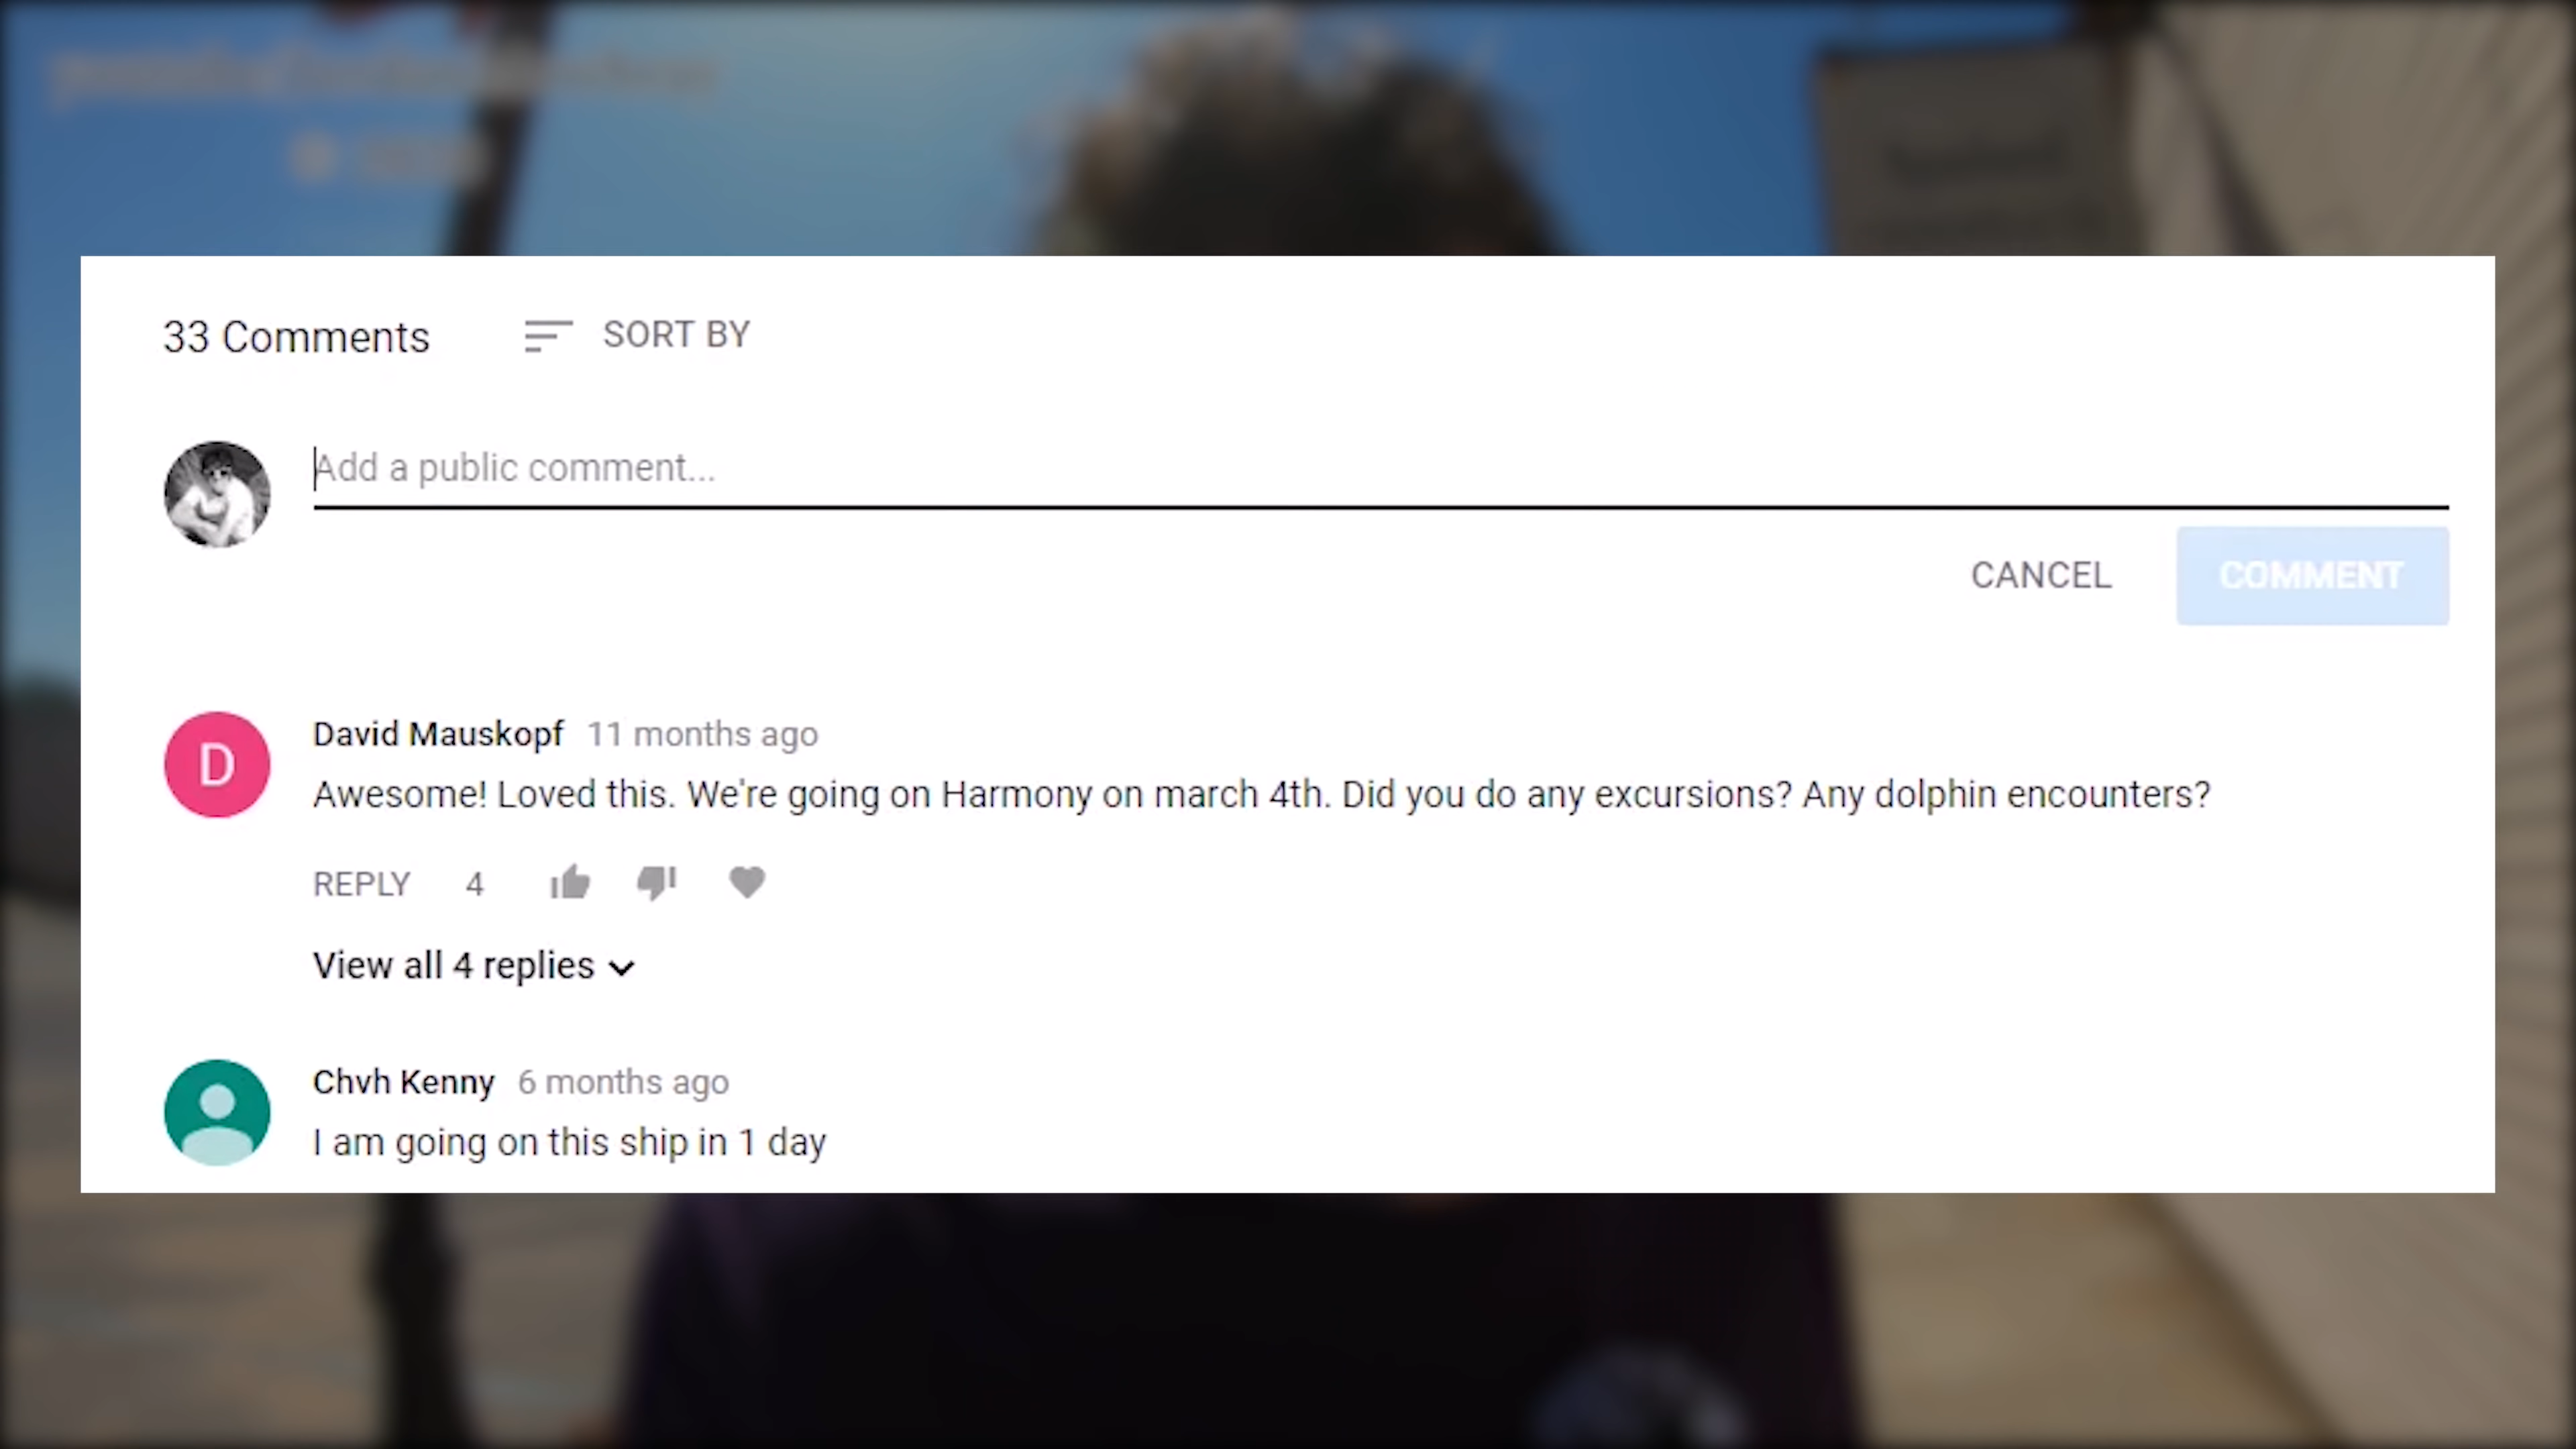 33 Comments SORT BY
Add a public comment...
CANCEL COMMENT
D David Mauskopf 11 months ago
Awesome! Loved this. We're going on Harmony on march 4th. Did you do any excursions? Any dolphin encounters?
REPLY 4
View all 4 replies
Chvh Kenny 6 months ago
I am going on this ship in 1 day